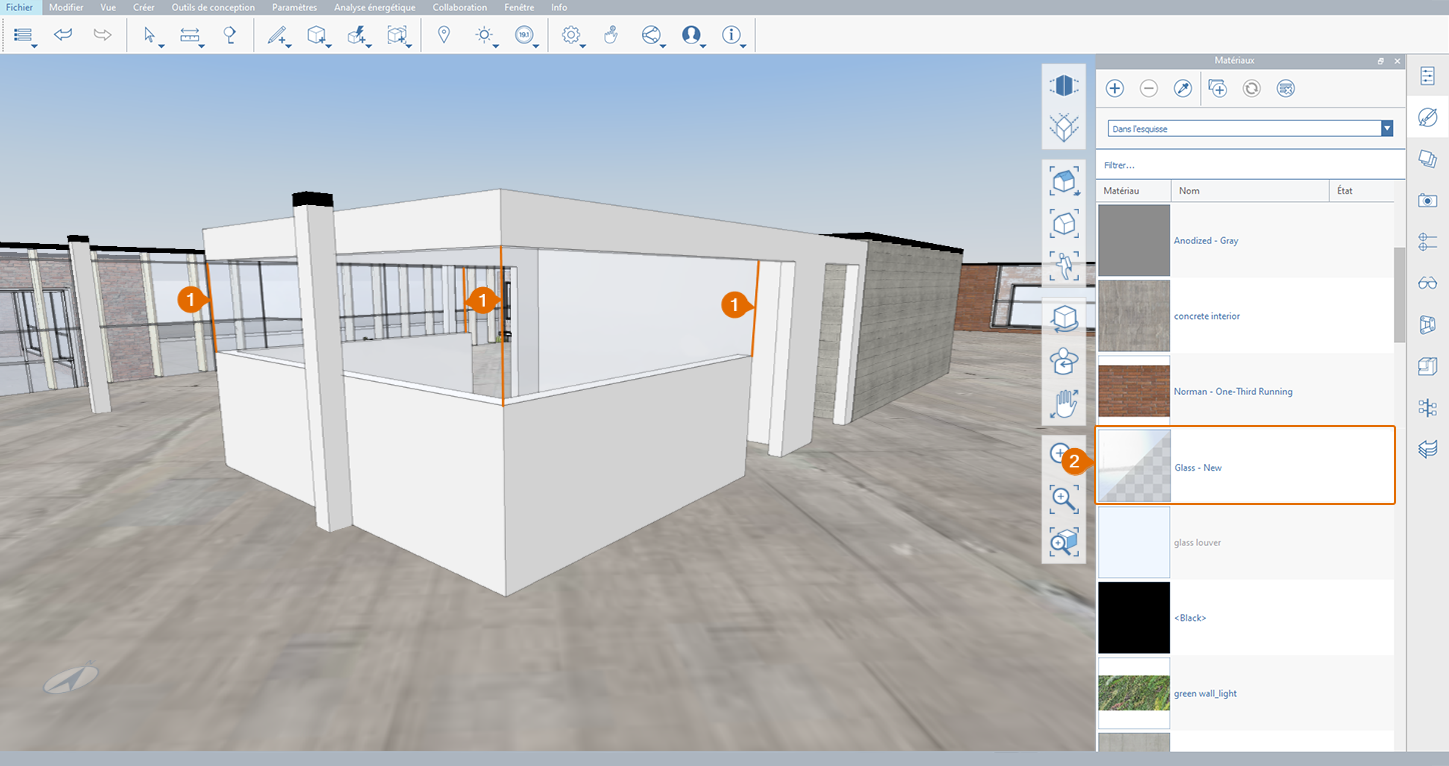 Fichier Modifier Vue Créer Outils de conception Paramètres Analyse énergétique Collaboration Fenêtre Info
19.1
Matériaux
Dans l'esquisse
Filtrer...
Matériau Nom État
Anodized - Gray
concrete interior
Norman - One-Third Running
Glass - New
glass louver
<Black>
green wall_light
1
1
1
2